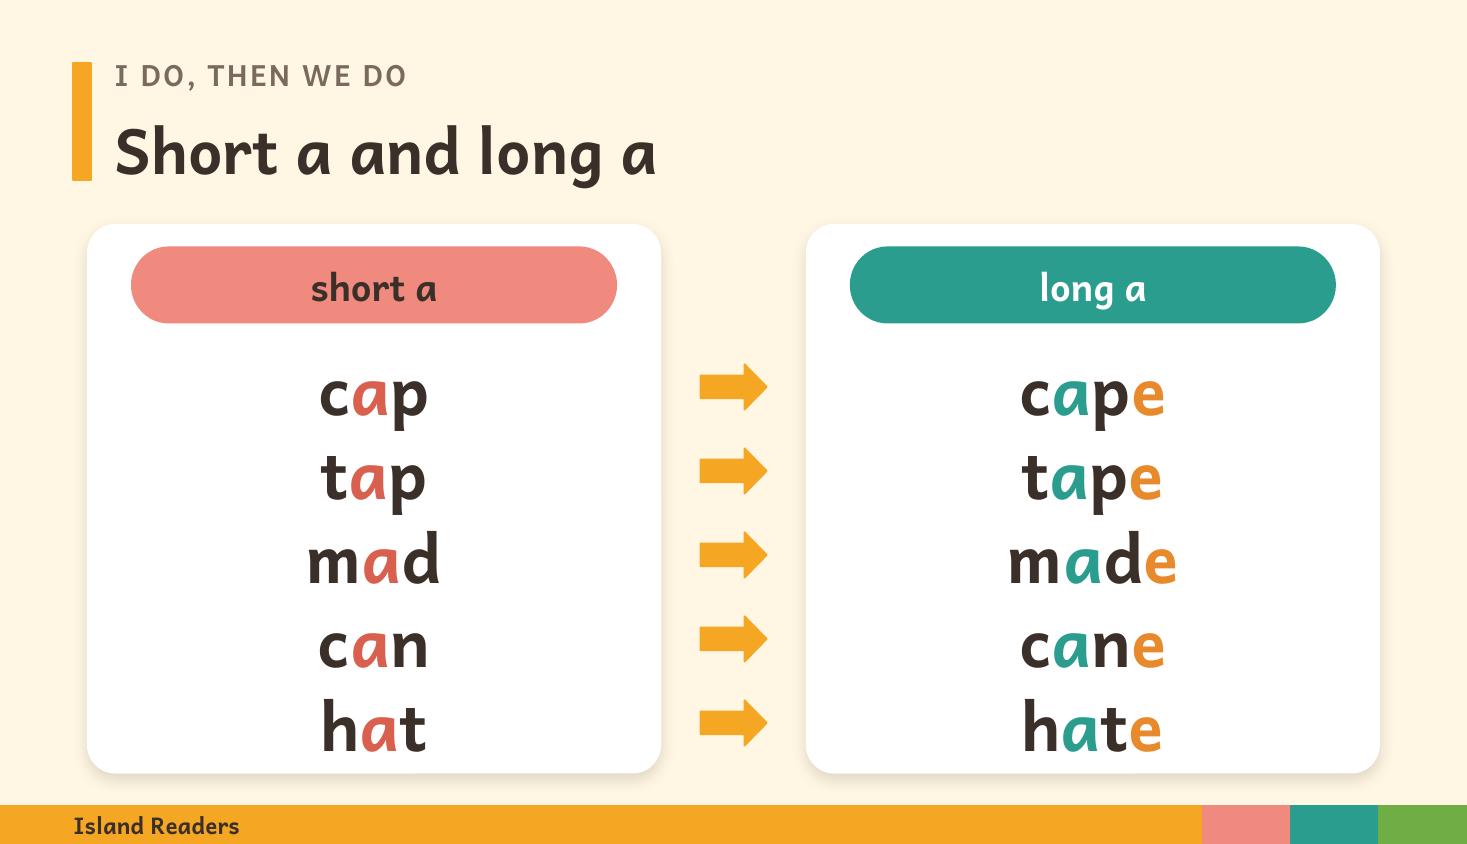 I DO, THEN WE DO
Short a and long a
short a
cap
tap
mad
can
hat
long a
cape
tape
made
cane
hate
Island Readers